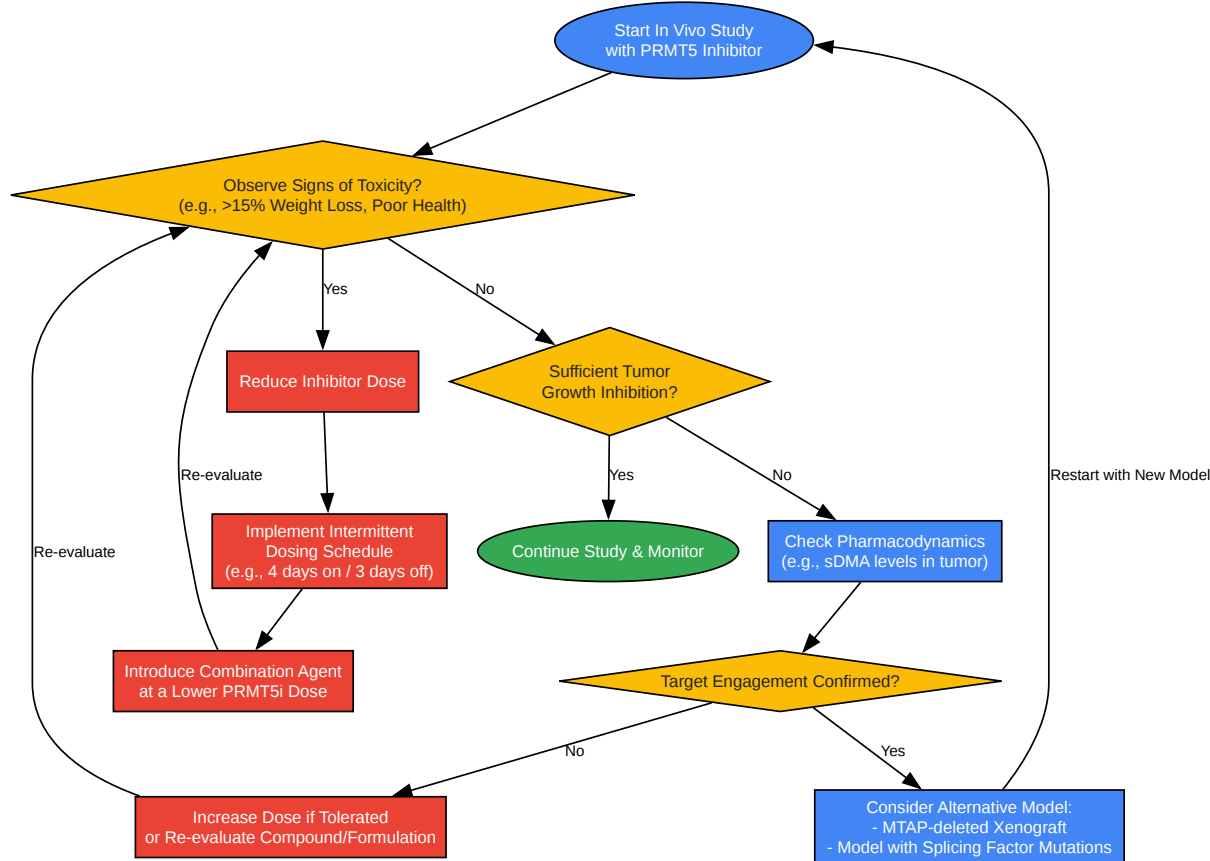 Start In Vivo Study
with PRMT5 Inhibitor
Observe Signs of Toxicity?
(e.g., >15% Weight Loss, Poor Health)
Yes
No
Reduce Inhibitor Dose
Sufficient Tumor
Growth Inhibition?
Re-evaluate
Yes
No
Restart with New Model
Implement Intermittent
Dosing Schedule
(e.g., 4 days on / 3 days off)
Continue Study & Monitor
Check Pharmacodynamics
(e.g., sDMA levels in tumor)
Re-evaluate
Introduce Combination Agent
at a Lower PRMT5i Dose
Target Engagement Confirmed?
No
Yes
Increase Dose if Tolerated
or Re-evaluate Compound/Formulation
Consider Alternative Model:
- MTAP-deleted Xenograft
- Model with Splicing Factor Mutations